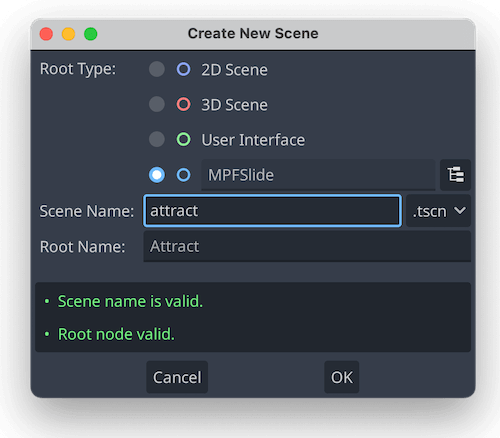 Create New Scene
Root Type:
2D Scene
3D Scene
User Interface
MPFSlide
Scene Name: attract .tscn
Root Name: Attract
• Scene name is valid.
• Root node valid.
Cancel OK